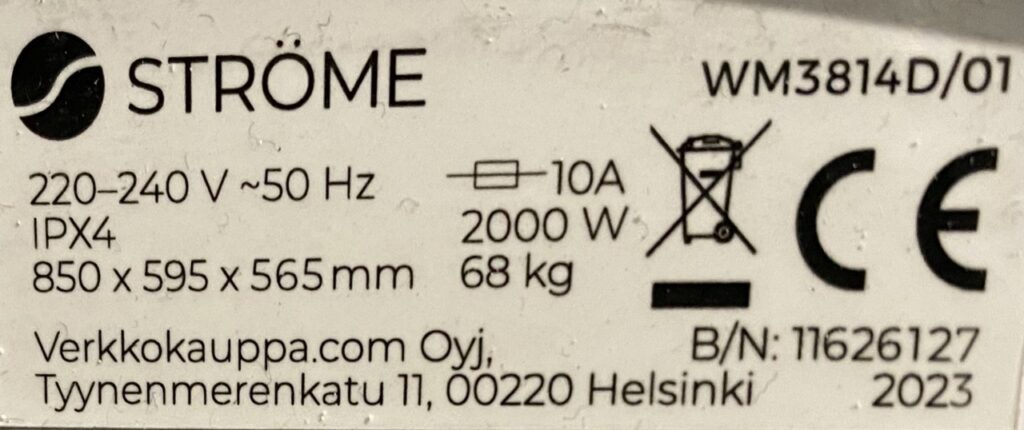 STRÖME
WM3814D/01
220–240 V ~50 Hz
10A
IPX4
2000 W
850 x 595 x 565 mm
68 kg
CE
Verkkokauppa.com Oyj,
B/N: 11626127
Tyynenmerenkatu 11, 00220 Helsinki
2023